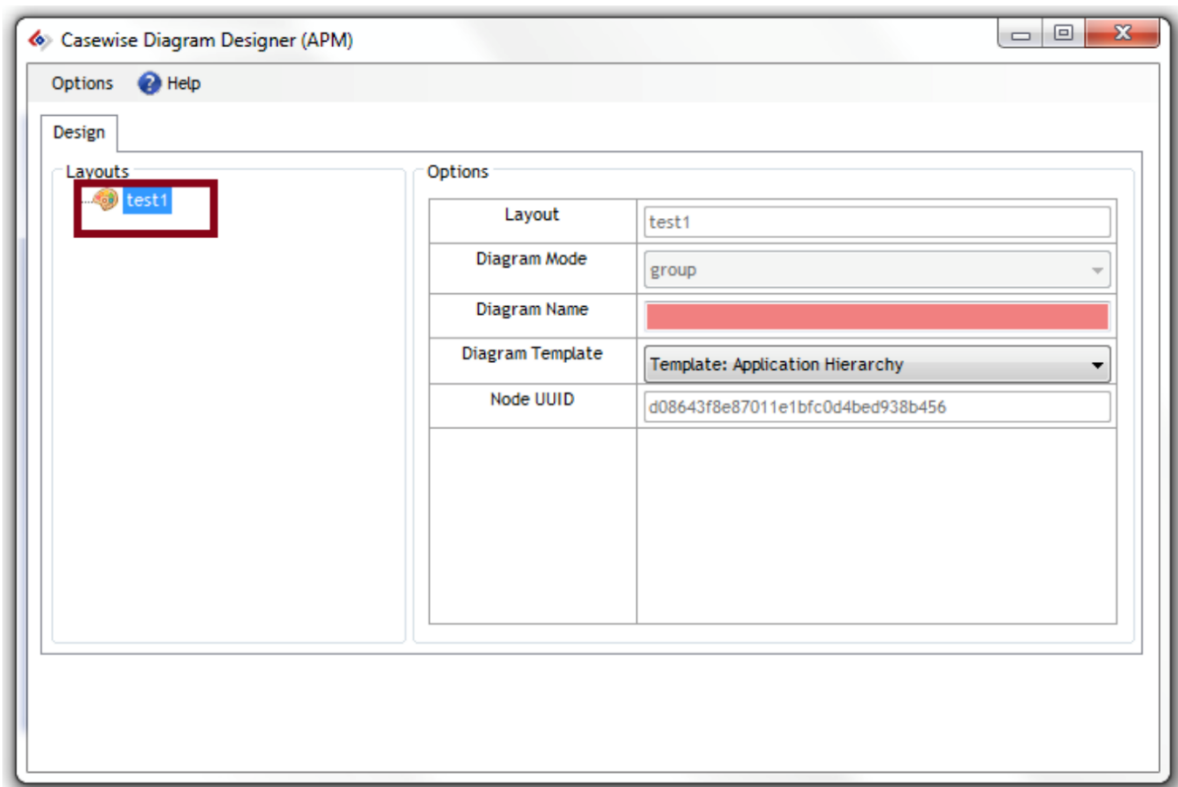 Casewise Diagram Designer (APM)
Options Help
Design
Layouts
test1
Options
Layout test1
Diagram Mode group
Diagram Name
Diagram Template Template: Application Hierarchy
Node UUID d08643f8e87011e1bfc0d4bed938b456